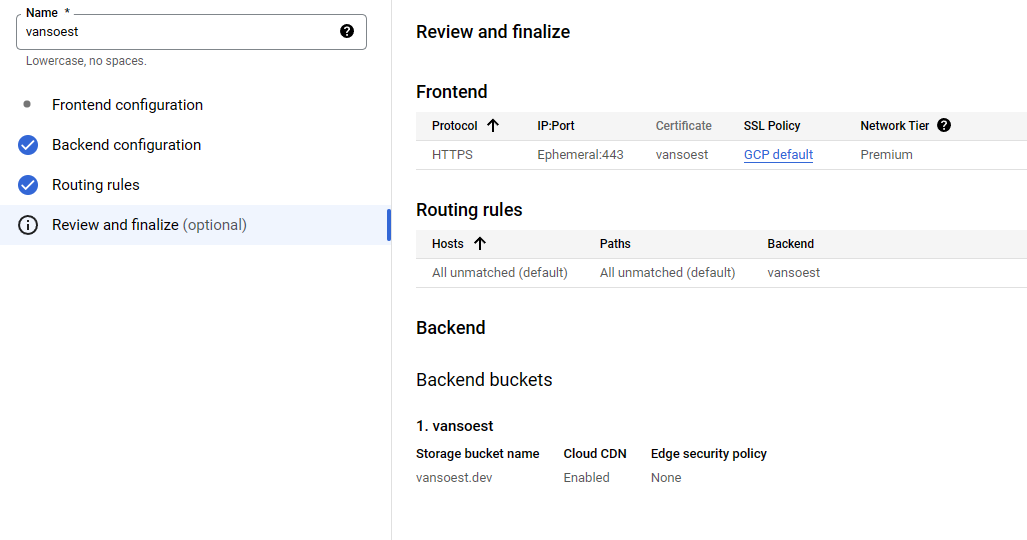 Name *
vansoest
Lowercase, no spaces.
Frontend configuration
Backend configuration
Routing rules
Review and finalize (optional)
Review and finalize
Frontend
Protocol IP:Port Certificate SSL Policy Network Tier
HTTPS Ephemeral:443 vansoest GCP default Premium
Routing rules
Hosts Paths Backend
All unmatched (default) All unmatched (default) vansoest
Backend
Backend buckets
1. vansoest
Storage bucket name Cloud CDN Edge security policy
vansoest.dev Enabled None